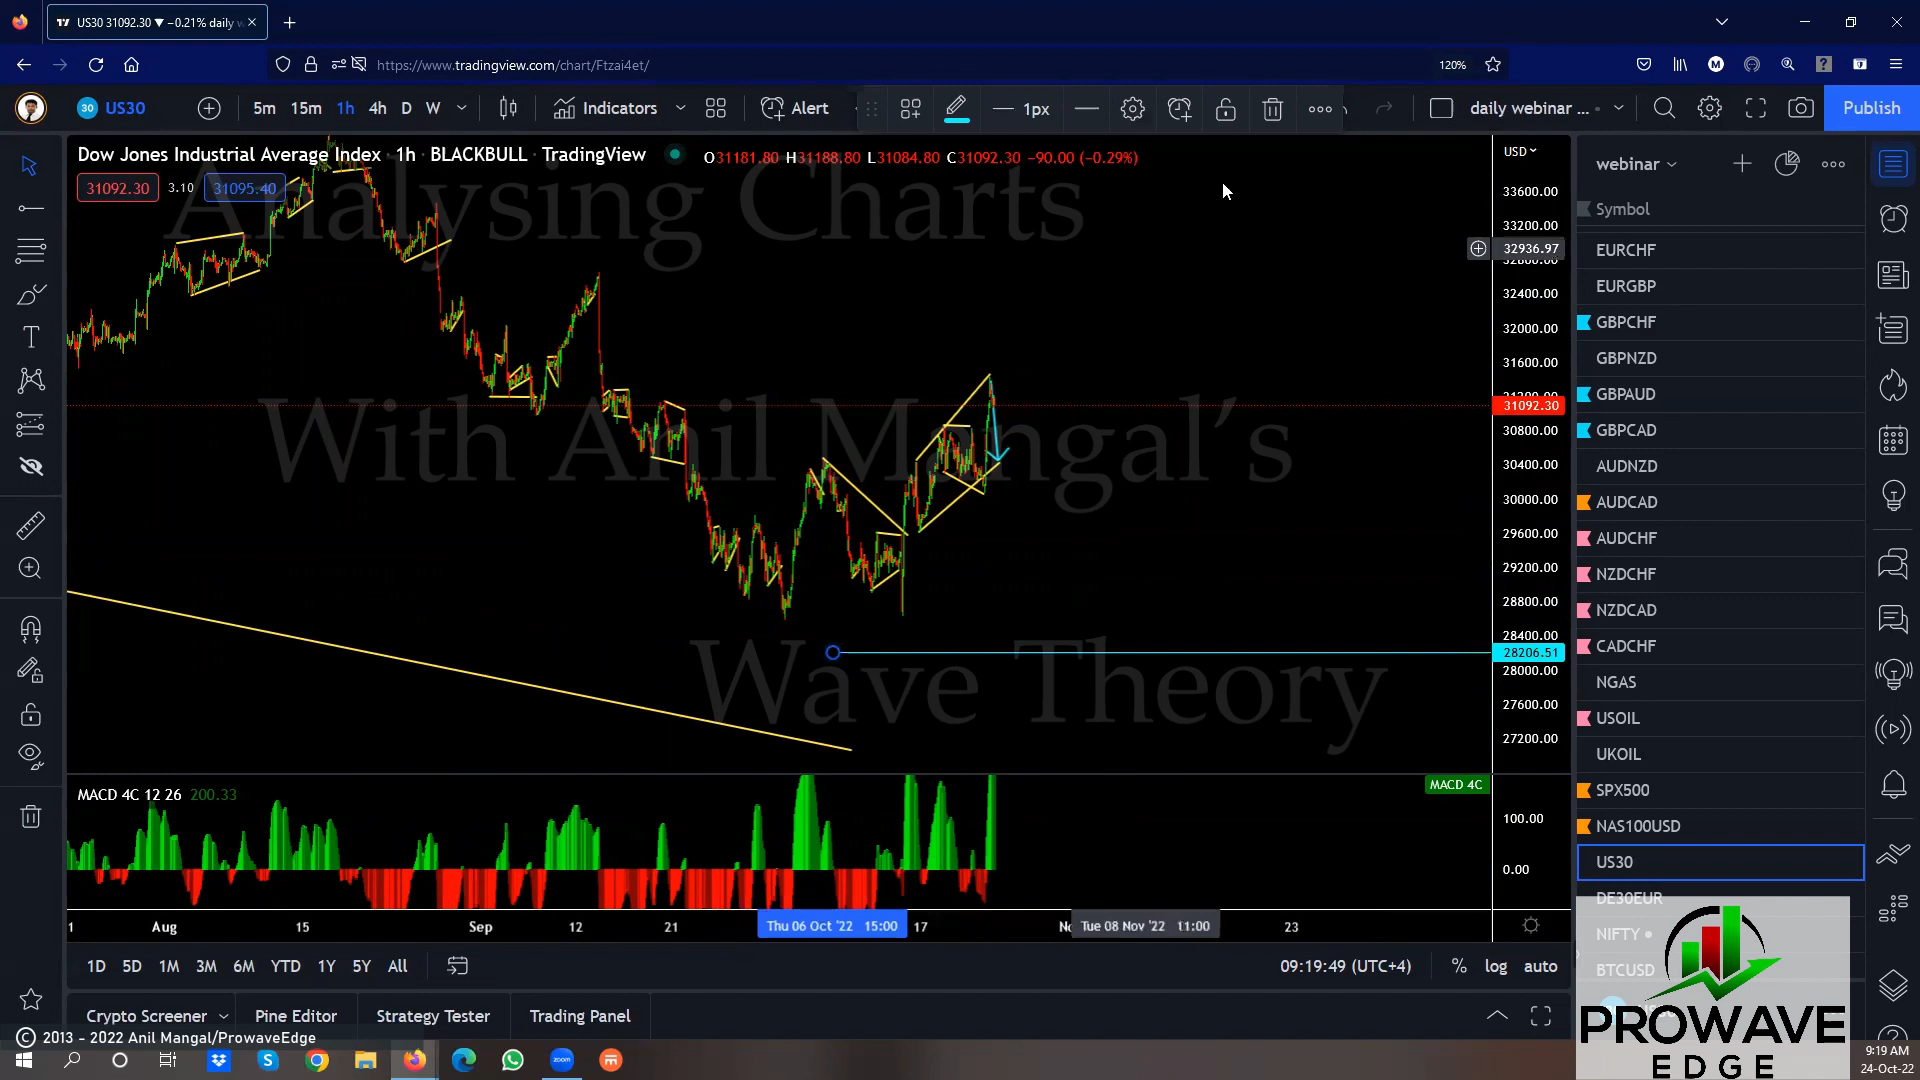 US30 31092.30 ▼ −0.21% daily w
https://www.tradingview.com/chart/Ftzai4et/
120%
30 US30
5m 15m 1h 4h D W
Indicators
Alert
1px
daily webinar ...
Publish
Dow Jones Industrial Average Index · 1h · BLACKBULL · TradingView
O31181.80 H31188.80 L31084.80 C31092.30 −90.00 (−0.29%)
31092.30 3.10 31095.40
Analysing Charts
With Anil Mangal's
Wave Theory
USD
33600.00
33200.00
32936.97
32400.00
32000.00
31600.00
31092.30
30800.00
30400.00
30000.00
29600.00
29200.00
28800.00
28400.00
28206.51
28000.00
27600.00
27200.00
MACD 4C 12 26 200.33
MACD 4C
100.00
0.00
Aug 15 Sep 12 21 Thu 06 Oct '22 15:00 17 Tue 08 Nov '22 11:00 23
1D 5D 1M 3M 6M YTD 1Y 5Y All
09:19:49 (UTC+4) % log auto
Crypto Screener Pine Editor Strategy Tester Trading Panel
webinar
Symbol
EURCHF
EURGBP
GBPCHF
GBPNZD
GBPAUD
GBPCAD
AUDNZD
AUDCAD
AUDCHF
NZDCHF
NZDCAD
CADCHF
NGAS
USOIL
UKOIL
SPX500
NAS100USD
US30
DE30EUR
NIFTY
BTCUSD
PROWAVE
EDGE
© 2013 - 2022 Anil Mangal/ProwaveEdge
zoom
9:19 AM
24-Oct-22